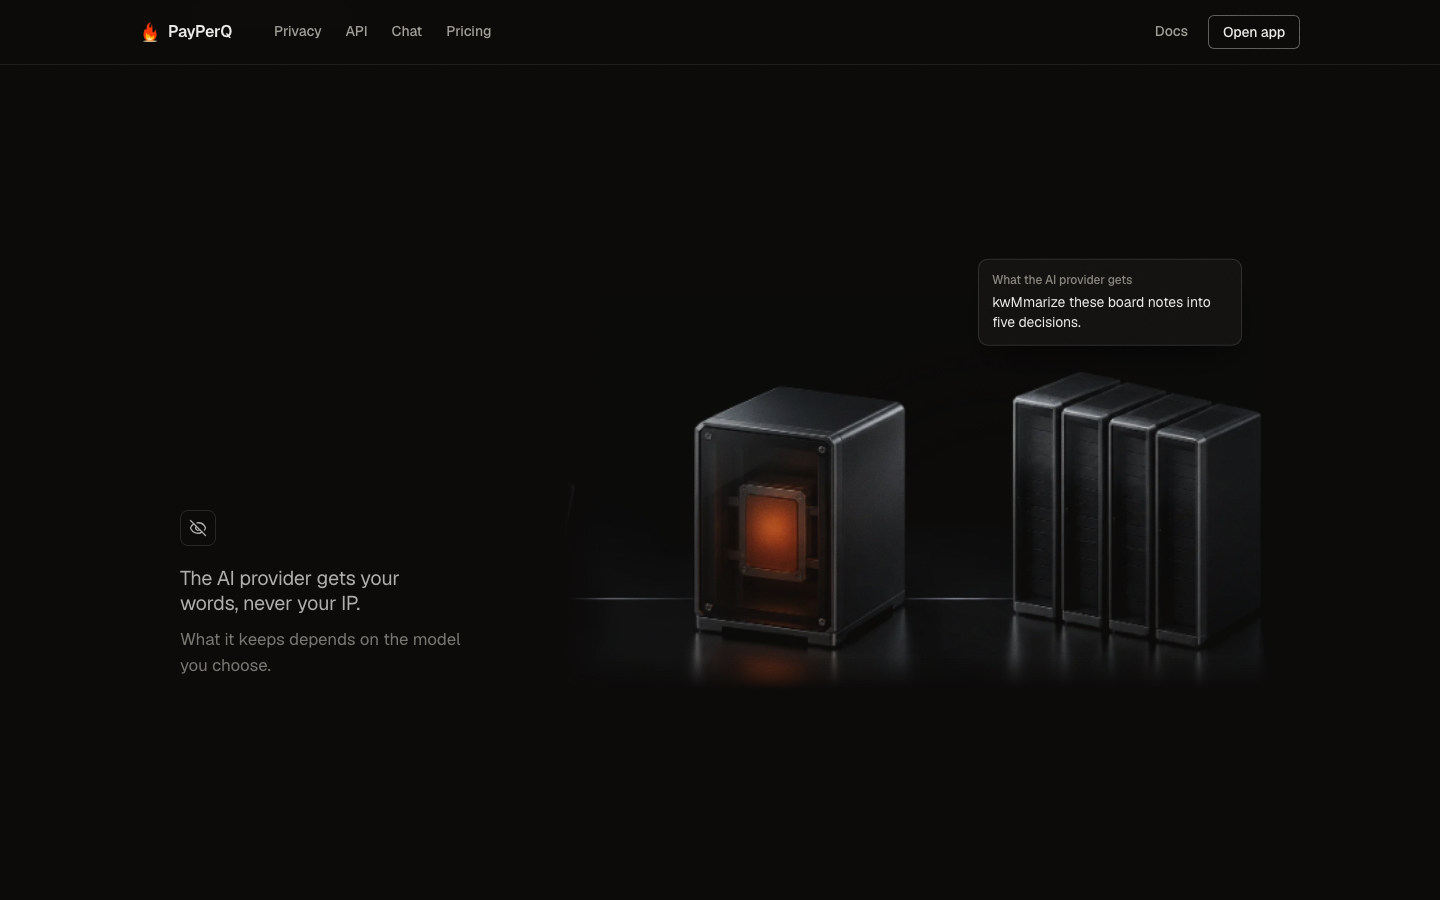 PayPerQ
Privacy
API
Chat
Pricing
Docs
Open app
What the AI provider gets
kwMmarize these board notes into
five decisions.
The AI provider gets your
words, never your IP.
What it keeps depends on the model
you choose.